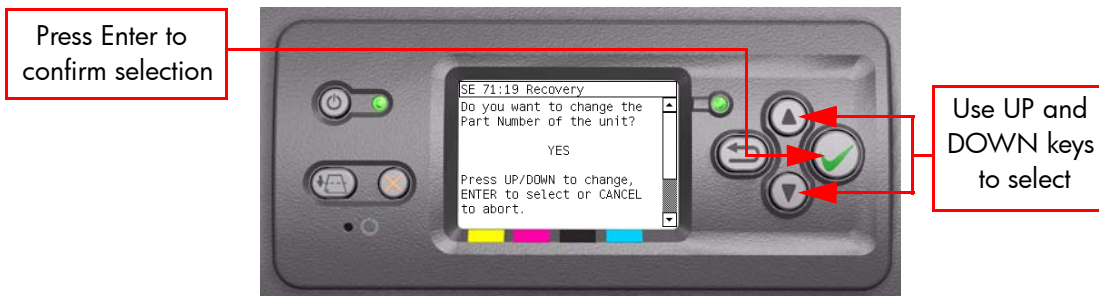 Press Enter to
confirm selection
SE 71:19 Recovery
Do you want to change the
Part Number of the unit?
YES
Press UP/DOWN to change,
ENTER to select or CANCEL
to abort.
Use UP and
DOWN keys
to select